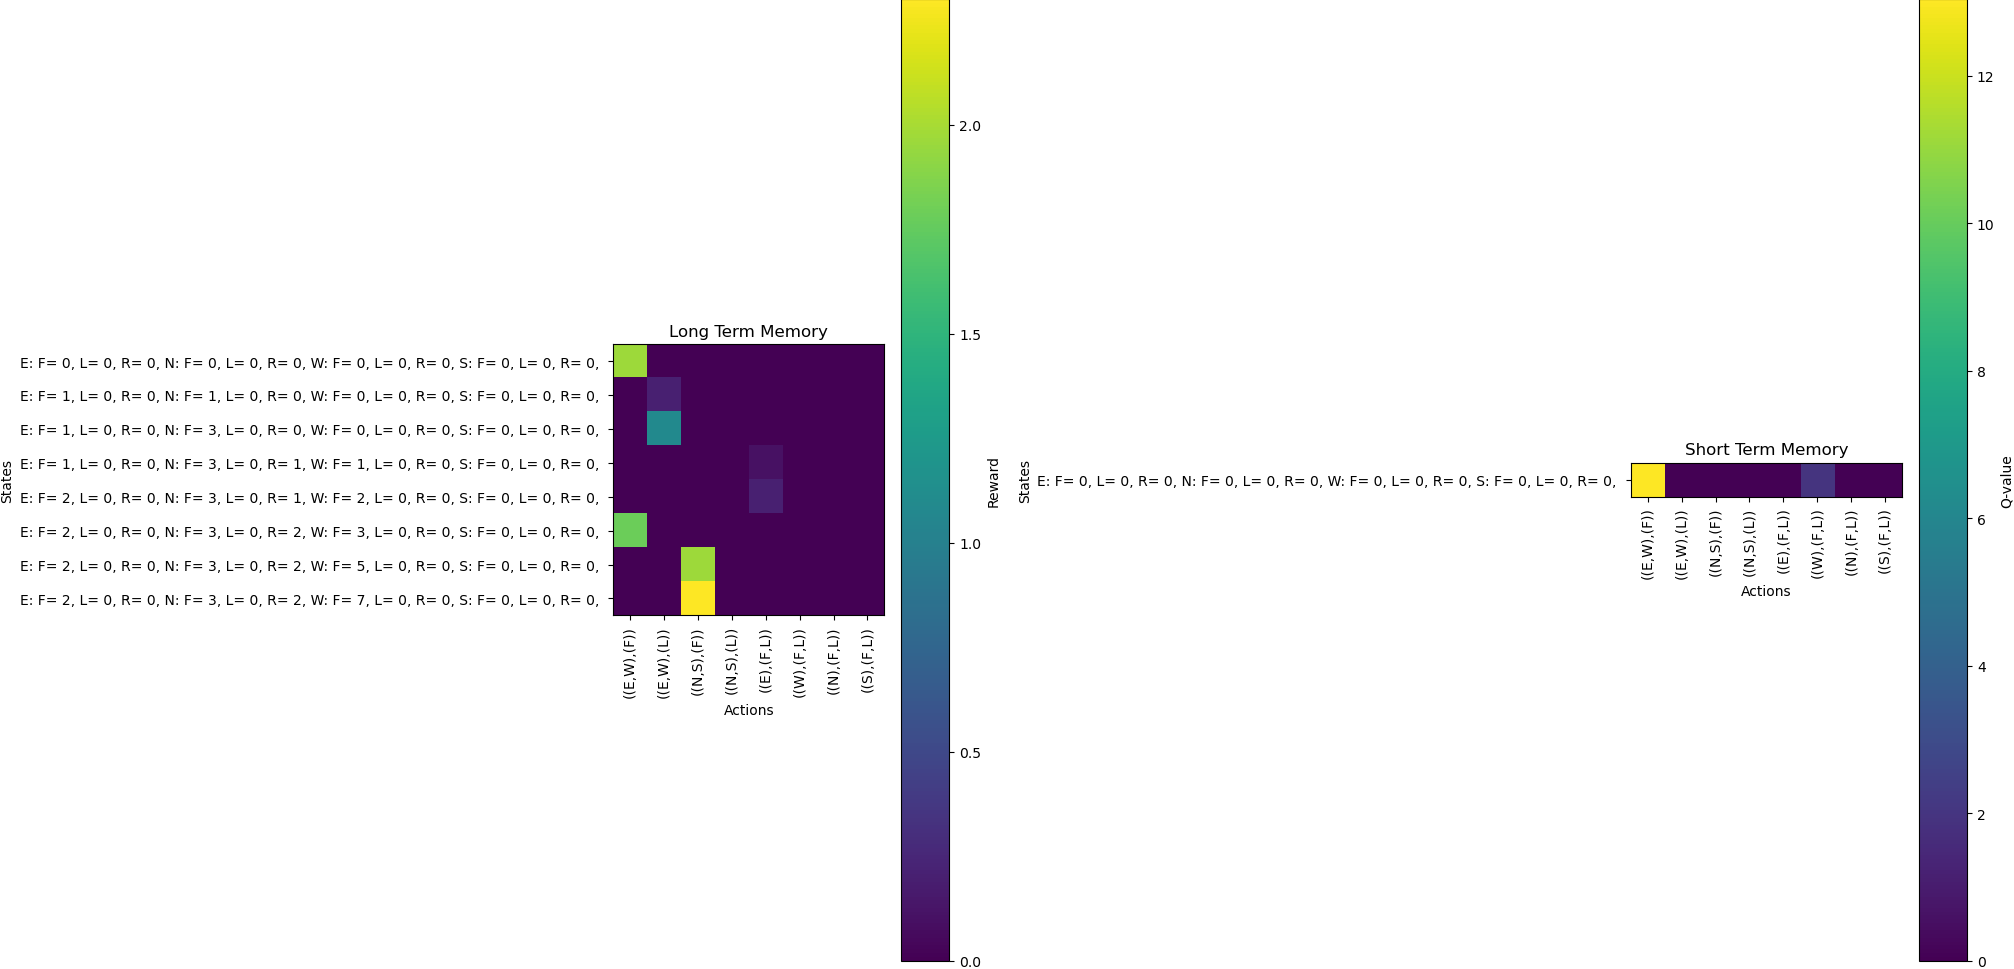 Long Term Memory
States
E: F= 0, L= 0, R= 0, N: F= 0, L= 0, R= 0, W: F= 0, L= 0, R= 0, S: F= 0, L= 0, R= 0,
E: F= 1, L= 0, R= 0, N: F= 1, L= 0, R= 0, W: F= 0, L= 0, R= 0, S: F= 0, L= 0, R= 0,
E: F= 1, L= 0, R= 0, N: F= 3, L= 0, R= 0, W: F= 0, L= 0, R= 0, S: F= 0, L= 0, R= 0,
E: F= 1, L= 0, R= 0, N: F= 3, L= 0, R= 1, W: F= 1, L= 0, R= 0, S: F= 0, L= 0, R= 0,
E: F= 2, L= 0, R= 0, N: F= 3, L= 0, R= 1, W: F= 2, L= 0, R= 0, S: F= 0, L= 0, R= 0,
E: F= 2, L= 0, R= 0, N: F= 3, L= 0, R= 2, W: F= 3, L= 0, R= 0, S: F= 0, L= 0, R= 0,
E: F= 2, L= 0, R= 0, N: F= 3, L= 0, R= 2, W: F= 5, L= 0, R= 0, S: F= 0, L= 0, R= 0,
E: F= 2, L= 0, R= 0, N: F= 3, L= 0, R= 2, W: F= 7, L= 0, R= 0, S: F= 0, L= 0, R= 0,
((E,W),(F))
((E,W),(L))
((N,S),(F))
((N,S),(L))
((E),(F,L))
((W),(F,L))
((N),(F,L))
((S),(F,L))
Actions
2.0
1.5
1.0
0.5
0.0
Reward
Short Term Memory
States
E: F= 0, L= 0, R= 0, N: F= 0, L= 0, R= 0, W: F= 0, L= 0, R= 0, S: F= 0, L= 0, R= 0,
((E,W),(F))
((E,W),(L))
((N,S),(F))
((N,S),(L))
((E),(F,L))
((W),(F,L))
((N),(F,L))
((S),(F,L))
Actions
12
10
8
6
4
2
0
Q-value